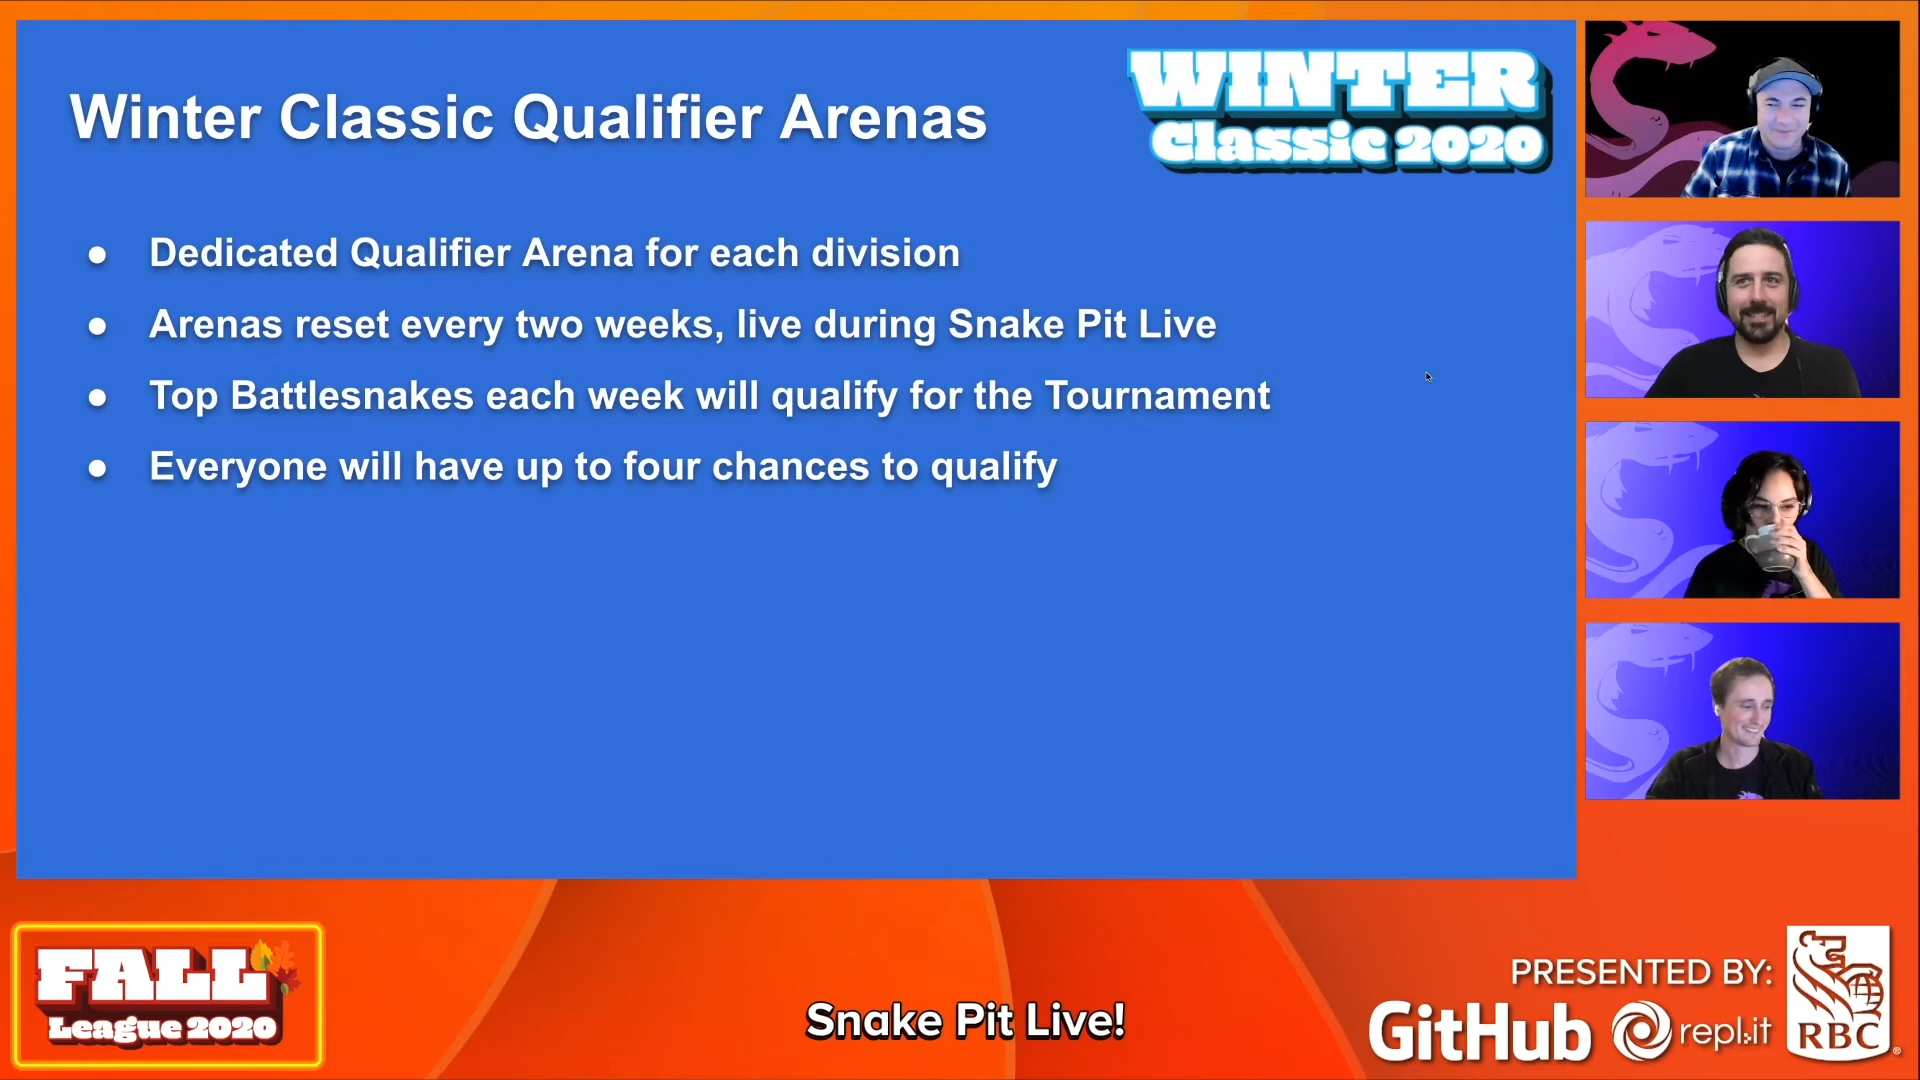 Winter Classic Qualifier Arenas
WINTER
Classic 2020
● Dedicated Qualifier Arena for each division
● Arenas reset every two weeks, live during Snake Pit Live
● Top Battlesnakes each week will qualify for the Tournament
● Everyone will have up to four chances to qualify
FALL
League 2020
Snake Pit Live!
PRESENTED BY:
GitHub
repl.it
RBC
®